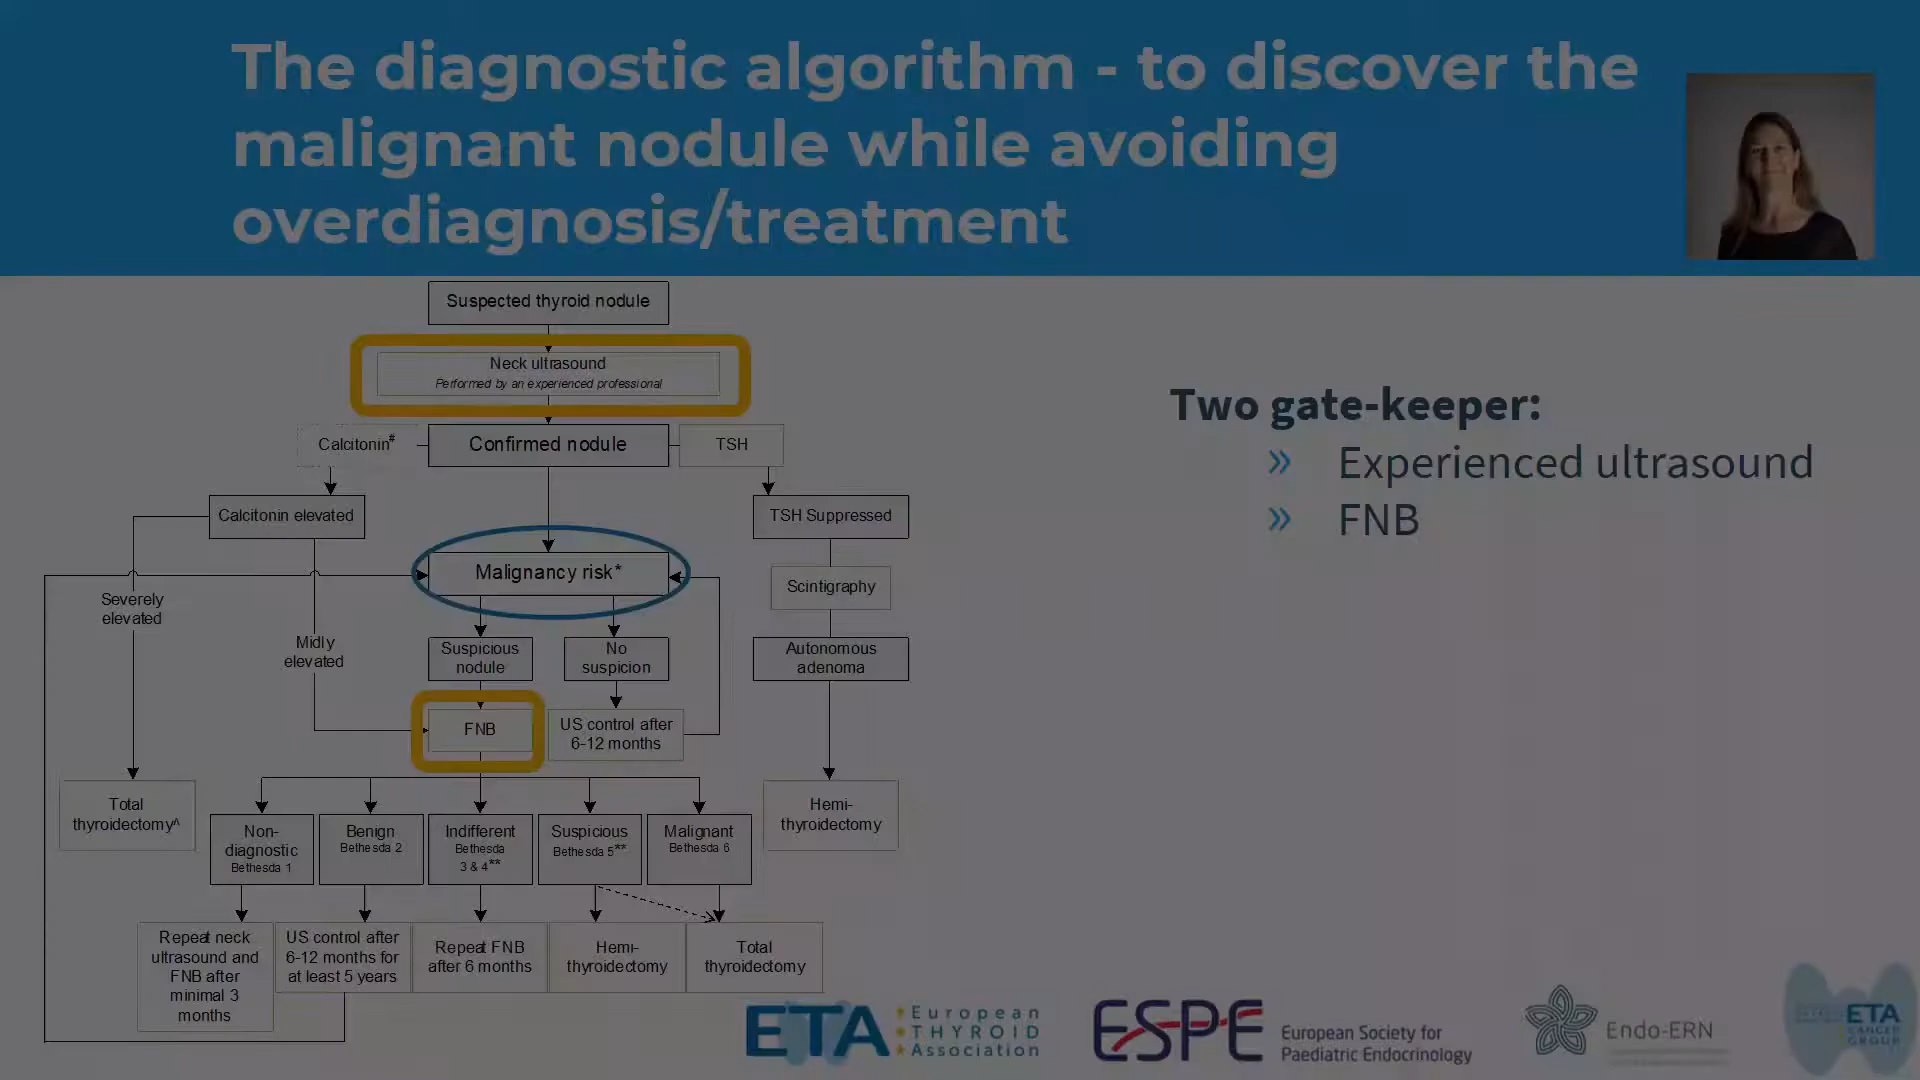 The diagnostic algorithm - to discover the
malignant nodule while avoiding
overdiagnosis/treatment
Suspected thyroid nodule
Neck ultrasound
Performed by an experienced professional
Calcitonin#
Confirmed nodule
TSH
Calcitonin elevated
TSH Suppressed
Malignancy risk*
Scintigraphy
Severely
elevated
Midly
elevated
Suspicious
nodule
No
suspicion
Autonomous
adenoma
FNB
US control after
6-12 months
Total
thyroidectomy^
Non-
diagnostic
Bethesda 1
Benign
Bethesda 2
Indifferent
Bethesda
3 & 4**
Suspicious
Bethesda 5**
Malignant
Bethesda 6
Hemi-
thyroidectomy
Repeat neck
ultrasound and
FNB after
minimal 3
months
US control after
6-12 months for
at least 5 years
Repeat FNB
after 6 months
Hemi-
thyroidectomy
Total
thyroidectomy
Two gate-keeper:
» Experienced ultrasound
» FNB
ETA
European
THYROID
Association
ESPE
European Society for
Paediatric Endocrinology
Endo-ERN
ETA
CANCER
GROUP